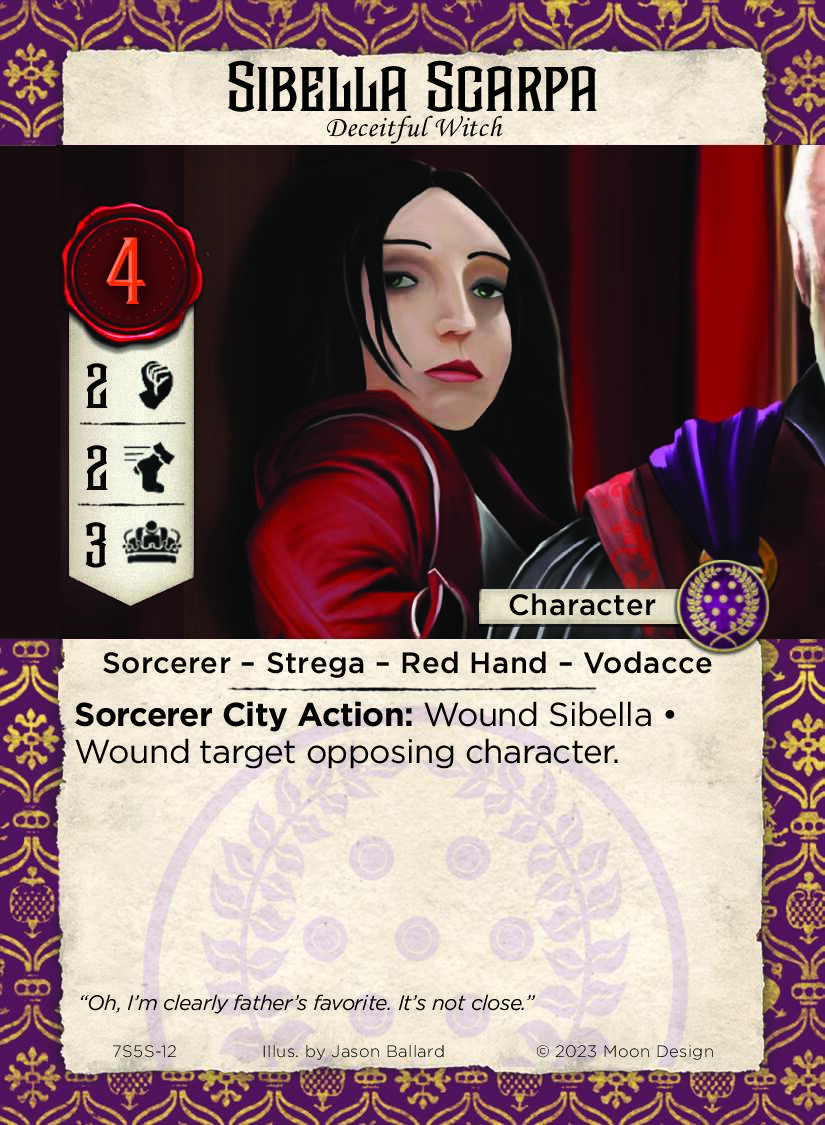 Sibella Scarpa
Deceitful Witch
4
2
2
3
Character
Sorcerer – Strega – Red Hand – Vodacce
Sorcerer City Action: Wound Sibella •
Wound target opposing character.
“Oh, I’m clearly father’s favorite. It’s not close.”
7S5S-12 Illus. by Jason Ballard © 2023 Moon Design